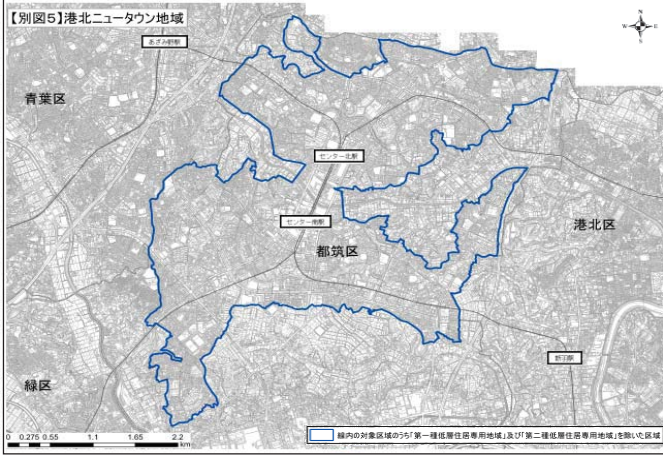 【別図5】港北ニュータウン地域
N
W E
S
あざみ野駅
青葉区
センター北駅
センター南駅
港北区
都筑区
新羽駅
緑区
0 0.275 0.55 1.1 1.65 2.2
km
線内の対象区域のうち「第一種低層住居専用地域」及び「第二種低層住居専用地域」を除いた区域